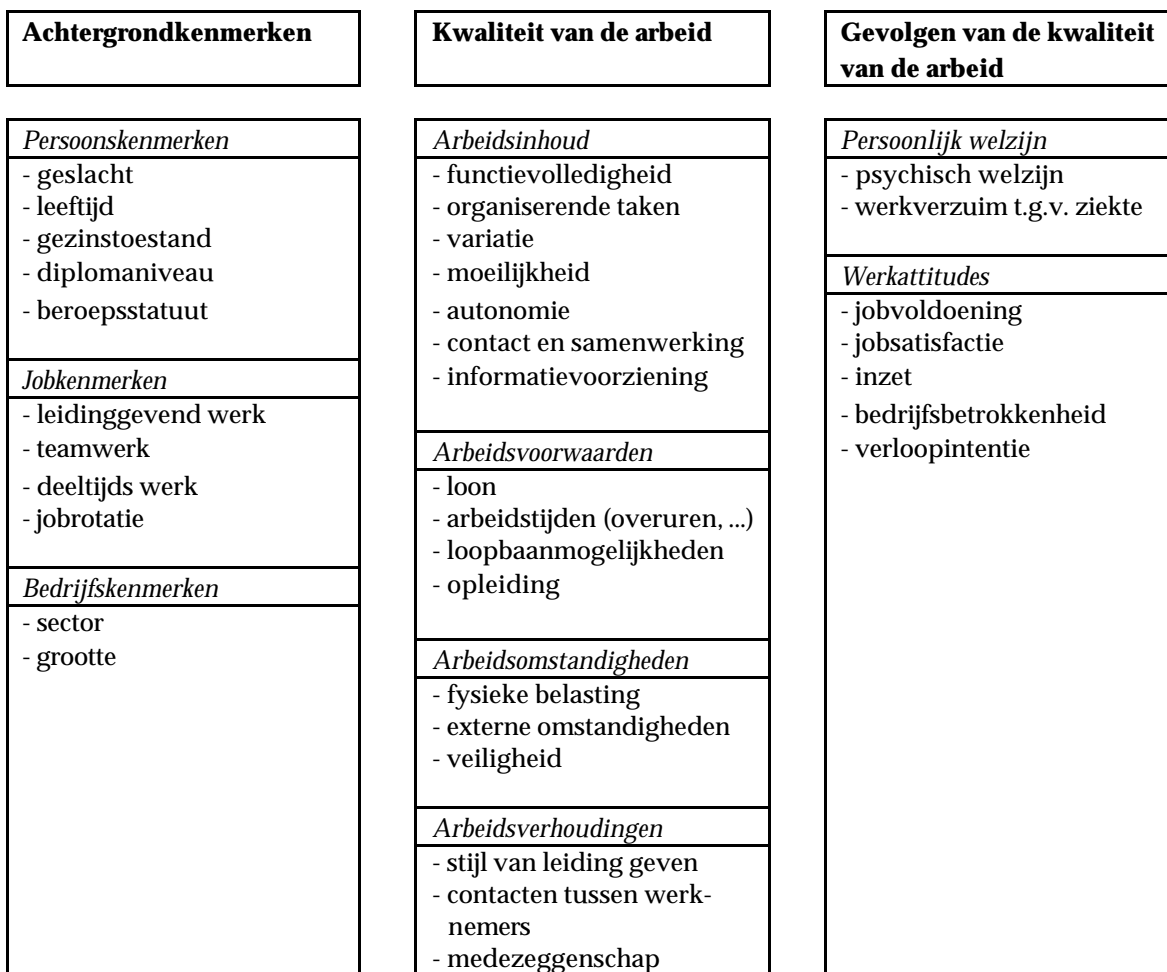 Achtergrondkenmerken
Persoonskenmerken
- geslacht
- leeftijd
- gezinstoestand
- diplomaniveau
- beroepsstatuut
Jobkenmerken
- leidinggevend werk
- teamwerk
- deeltijds werk
- jobrotatie
Bedrijfskenmerken
- sector
- grootte
Kwaliteit van de arbeid
Arbeidsinhoud
- functievolledigheid
- organiserende taken
- variatie
- moeilijkheid
- autonomie
- contact en samenwerking
- informatievoorziening
Arbeidsvoorwaarden
- loon
- arbeidstijden (overuren, ...)
- loopbaanmogelijkheden
- opleiding
Arbeidsomstandigheden
- fysieke belasting
- externe omstandigheden
- veiligheid
Arbeidsverhoudingen
- stijl van leiding geven
- contacten tussen werk-
nemers
- medezeggenschap
Gevolgen van de kwaliteit
van de arbeid
Persoonlijk welzijn
- psychisch welzijn
- werkverzuim t.g.v. ziekte
Werkattitudes
- jobvoldoening
- jobsatisfactie
- inzet
- bedrijfsbetrokkenheid
- verloopintentie